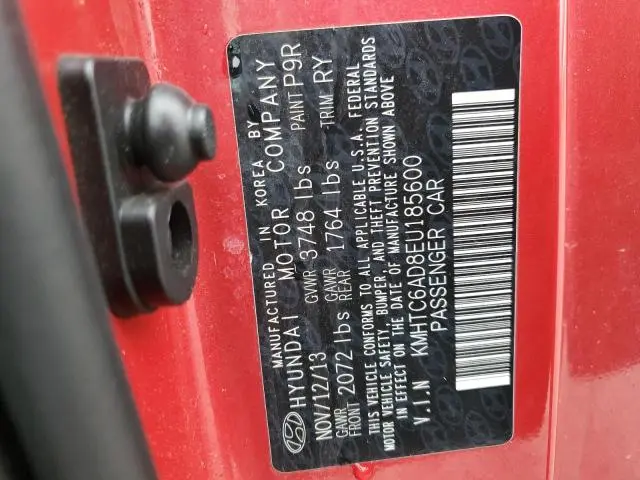 MANUFACTURED IN KOREA BY
HYUNDAI MOTOR COMPANY
NOV/12/13 GVWR 3748 lbs PAINT P9R
GAWR FRONT 2072 lbs GAWR REAR 1764 lbs TRIM RY
THIS VEHICLE CONFORMS TO ALL APPLICABLE U.S.A. FEDERAL
MOTOR VEHICLE SAFETY, BUMPER, AND THEFT PREVENTION STANDARDS
IN EFFECT ON THE DATE OF MANUFACTURE SHOWN ABOVE
V.I.N KMHTC6AD8EU185600
PASSENGER CAR